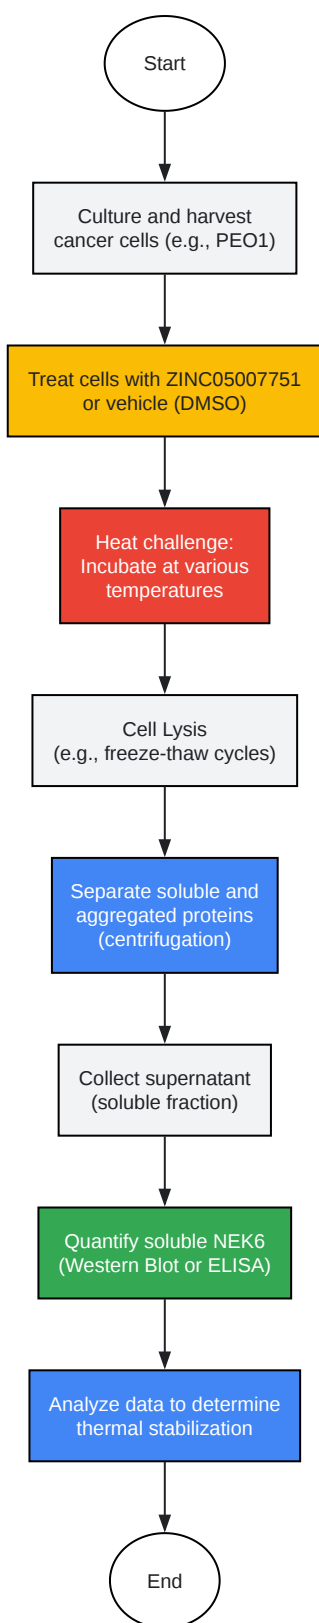 Start
Culture and harvest
cancer cells (e.g., PEO1)
Treat cells with ZINC05007751
or vehicle (DMSO)
Heat challenge:
Incubate at various
temperatures
Cell Lysis
(e.g., freeze-thaw cycles)
Separate soluble and
aggregated proteins
(centrifugation)
Collect supernatant
(soluble fraction)
Quantify soluble NEK6
(Western Blot or ELISA)
Analyze data to determine
thermal stabilization
End